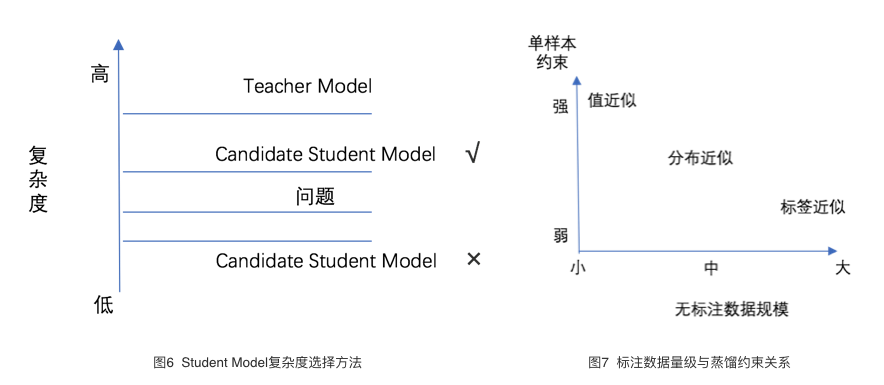 高
Teacher Model
复杂度
Candidate Student Model √
问题
Candidate Student Model ×
低
图6 Student Model复杂度选择方法
单样本
约束
强
值近似
分布近似
标签近似
弱
小 中 大
无标注数据规模
图7 标注数据量级与蒸馏约束关系